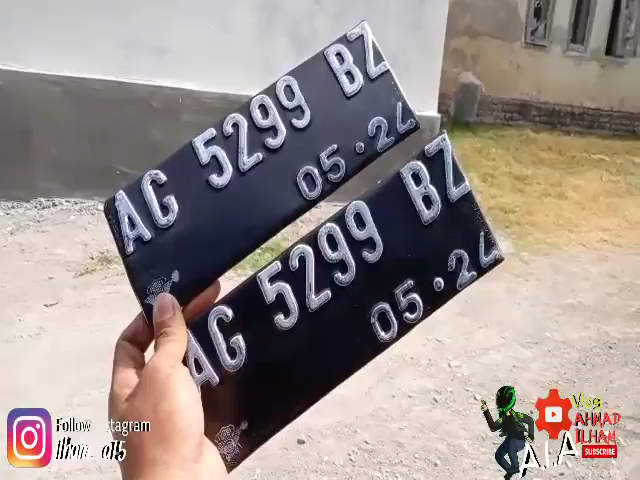 AG 5299 BZ
05·24
AG 5299 BZ
05·24
Follow Instagram
Vlog
AHMAD
ILHAM
SUBSCRIBE
A.I.A